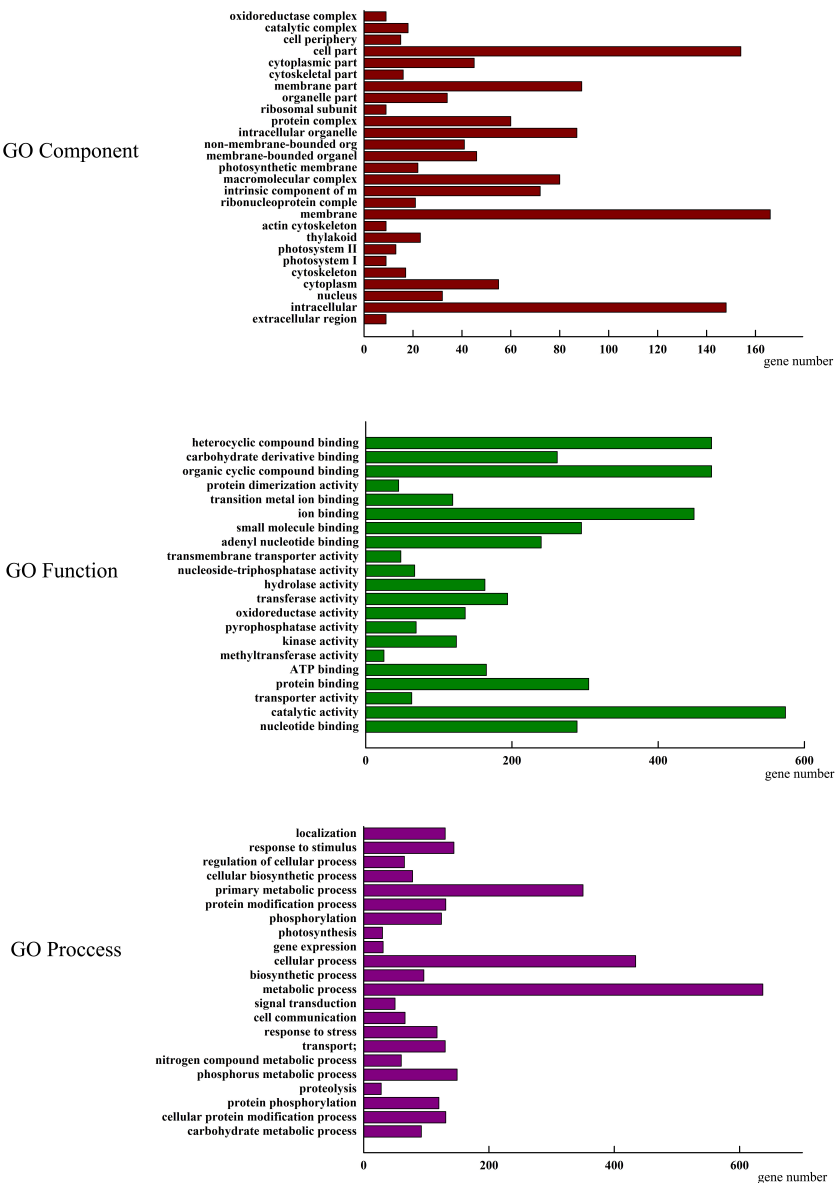 oxidoreductase complex
catalytic complex
cell periphery
cell part
cytoplasmic part
cytoskeletal part
membrane part
organelle part
ribosomal subunit
protein complex
intracellular organelle
non-membrane-bounded org
membrane-bounded organel
photosynthetic membrane
macromolecular complex
intrinsic component of m
ribonucleoprotein comple
membrane
actin cytoskeleton
thylakoid
photosystem II
photosystem I
cytoskeleton
cytoplasm
nucleus
intracellular
extracellular region
GO Component
0 20 40 60 80 100 120 140 160
gene number
heterocyclic compound binding
carbohydrate derivative binding
organic cyclic compound binding
protein dimerization activity
transition metal ion binding
ion binding
small molecule binding
adenyl nucleotide binding
transmembrane transporter activity
nucleoside-triphosphatase activity
hydrolase activity
transferase activity
oxidoreductase activity
pyrophosphatase activity
kinase activity
methyltransferase activity
ATP binding
protein binding
transporter activity
catalytic activity
nucleotide binding
GO Function
0 200 400 600
gene number
localization
response to stimulus
regulation of cellular process
cellular biosynthetic process
primary metabolic process
protein modification process
phosphorylation
photosynthesis
gene expression
cellular process
biosynthetic process
metabolic process
signal transduction
cell communication
response to stress
transport;
nitrogen compound metabolic process
phosphorus metabolic process
proteolysis
protein phosphorylation
cellular protein modification process
carbohydrate metabolic process
GO Proccess
0 200 400 600
gene number